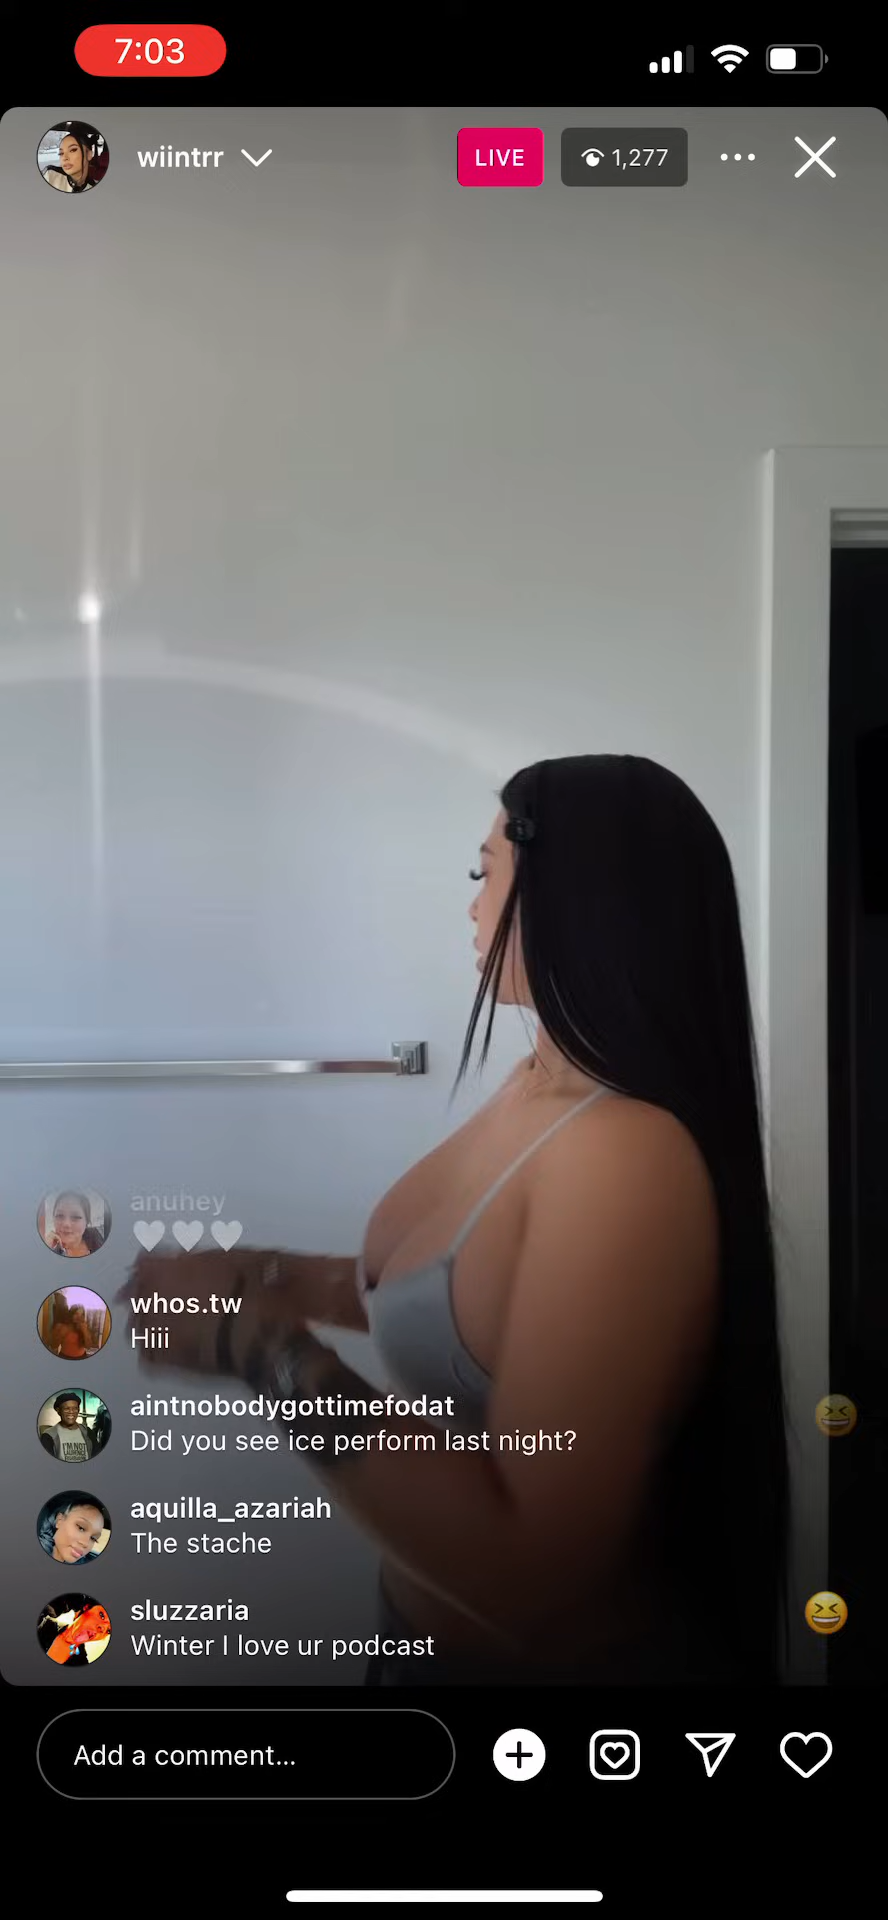 7:03
wiintrr
LIVE
1,277
anuhey
whos.tw
Hiii
aintnobodygottimefodat
Did you see ice perform last night?
aquilla_azariah
The stache
sluzzaria
Winter I love ur podcast
Add a comment...